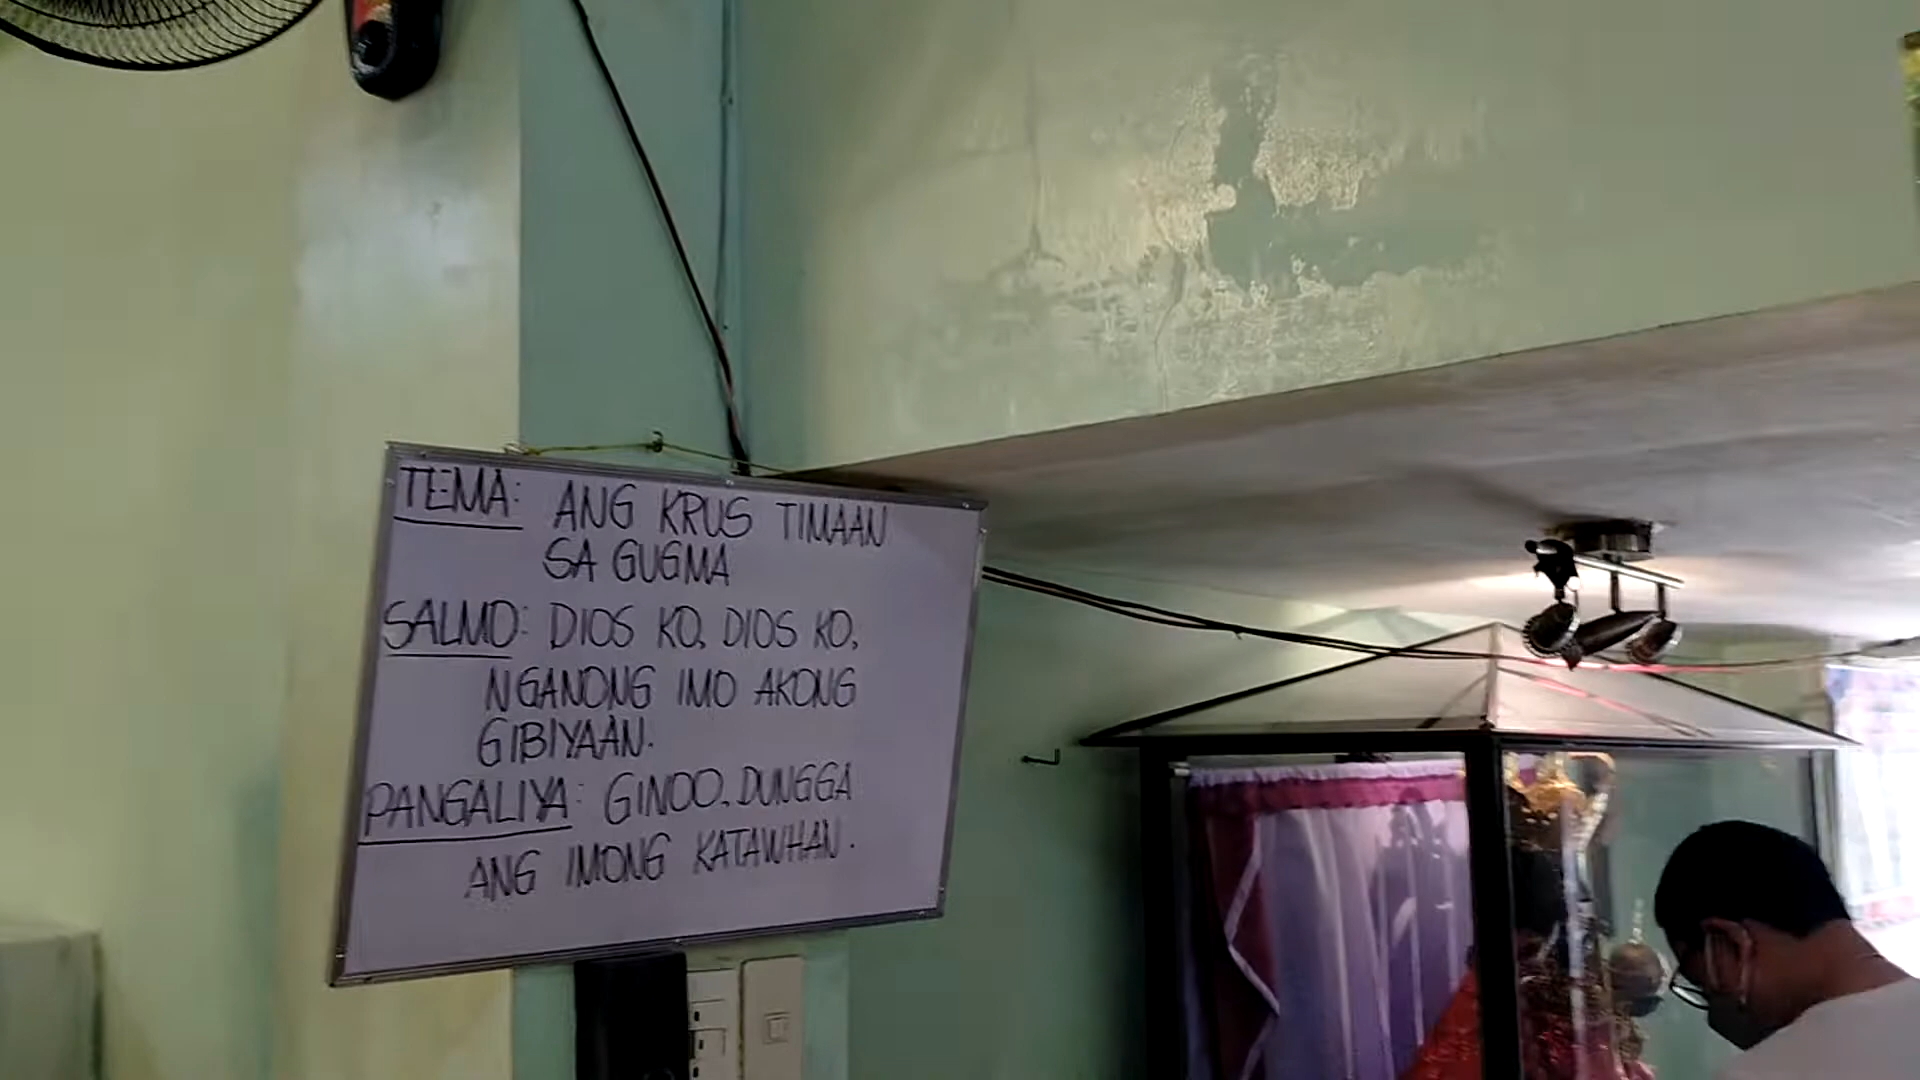 TEMA: ANG KRUS TIMAAN
SA GUGMA
SALMO: DIOS KO, DIOS KO,
NGANONG IMO AKONG
GIBIYAAN.
PANGALIYA: GINOO, DUNGGA
ANG IMONG KATAWHAN.